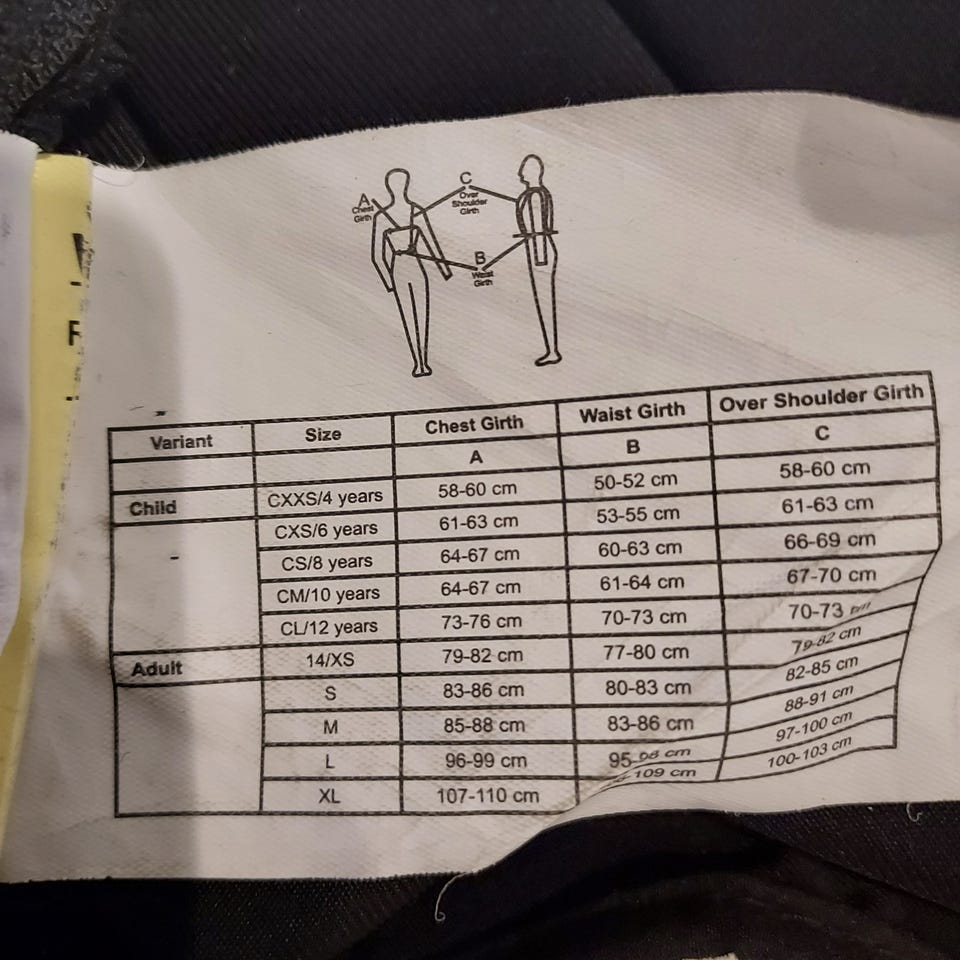 A
Chest
Girth
C
Over
Shoulder
Girth
B
Waist
Girth
Variant Size Chest Girth Waist Girth Over Shoulder Girth
A B C
Child CXXS/4 years 58-60 cm 50-52 cm 58-60 cm
CXS/6 years 61-63 cm 53-55 cm 61-63 cm
- CS/8 years 64-67 cm 60-63 cm 66-69 cm
CM/10 years 64-67 cm 61-64 cm 67-70 cm
CL/12 years 73-76 cm 70-73 cm 70-73 cm
Adult 14/XS 79-82 cm 77-80 cm 79-82 cm
S 83-86 cm 80-83 cm 82-85 cm
M 85-88 cm 83-86 cm 88-91 cm
L 96-99 cm 95-98 cm 97-100 cm
XL 107-110 cm 109 cm 100-103 cm